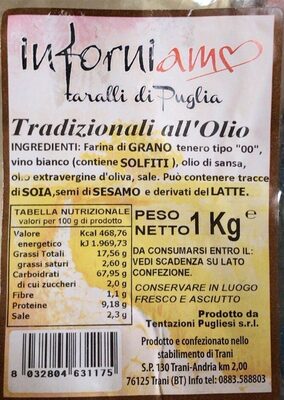 inforniamo
taralli di Puglia
Tradizionali all'Olio
INGREDIENTI: Farina di GRANO tenero tipo "00",
vino bianco (contiene SOLFITI), olio di sansa,
olio extravergine d'oliva, sale. Può contenere tracce
di SOIA, semi di SESAMO e derivati del LATTE.
TABELLA NUTRIZIONALE
valori per 100 g di prodotto
Valore Kcal 468,76
energetico kJ 1.969,73
Grassi Totali 17,56 g
grassi saturi 2,60 g
Carboidrati 67,95 g
di cui zuccheri 2,0 g
Fibre 1,1 g
Proteine 9,18 g
Sale 2,3 g
PESO
NETTO 1 Kg e
DA CONSUMARSI ENTRO IL:
VEDI SCADENZA SU LATO
CONFEZIONE.
CONSERVARE IN LUOGO
FRESCO E ASCIUTTO
Prodotto da
Tentazioni Pugliesi s.r.l.
Prodotto e confezionato nello
stabilimento di Trani
S.P. 130 Trani-Andria km 2,00
76125 Trani (BT) Info tel: 0883.588803
8 032804 631175